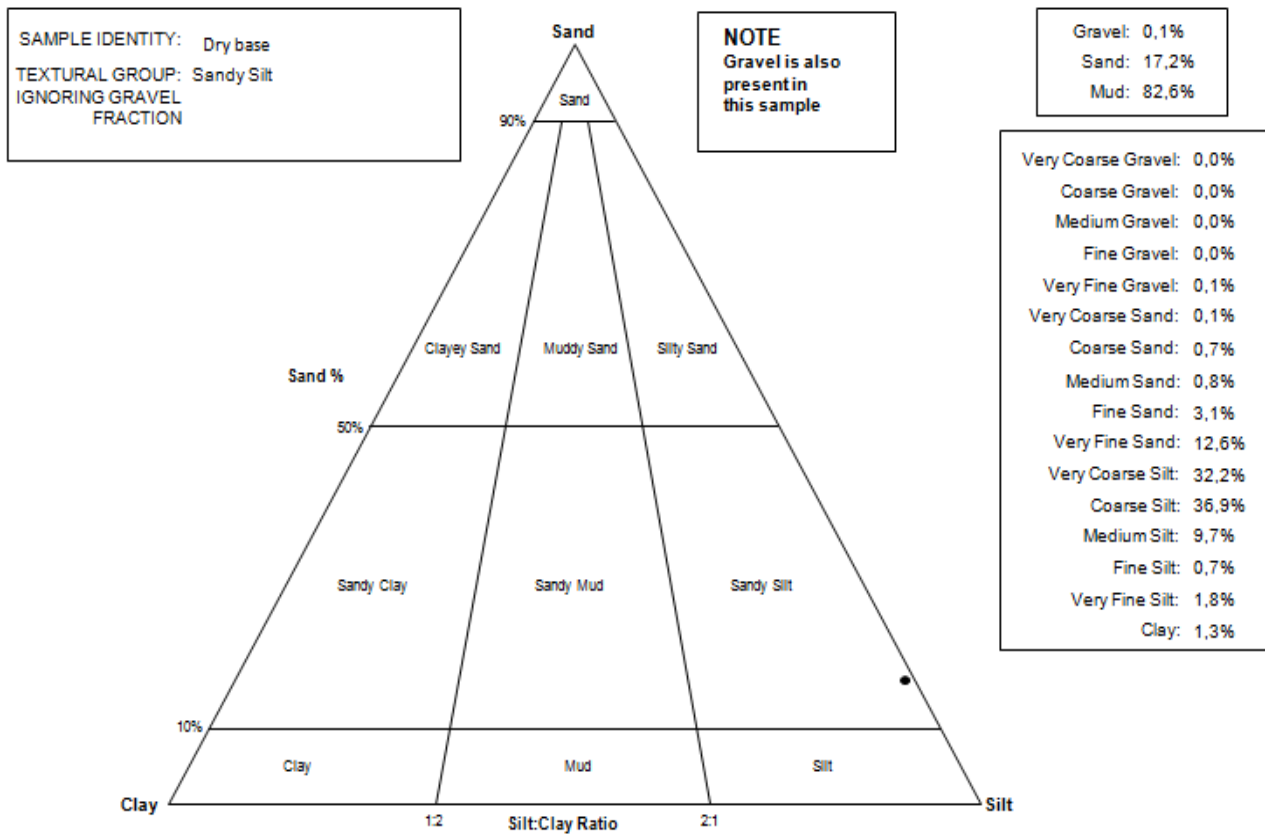 SAMPLE IDENTITY: Dry base
TEXTURAL GROUP: Sandy Silt
IGNORING GRAVEL
FRACTION
NOTE
Gravel is also
present in
this sample
Gravel: 0,1%
Sand: 17,2%
Mud: 82,6%
Very Coarse Gravel: 0,0%
Coarse Gravel: 0,0%
Medium Gravel: 0,0%
Fine Gravel: 0,0%
Very Fine Gravel: 0,1%
Very Coarse Sand: 0,1%
Coarse Sand: 0,7%
Medium Sand: 0,8%
Fine Sand: 3,1%
Very Fine Sand: 12,6%
Very Coarse Silt: 32,2%
Coarse Silt: 36,9%
Medium Silt: 9,7%
Fine Silt: 0,7%
Very Fine Silt: 1,8%
Clay: 1,3%
Sand
Sand
90%
Clayey Sand Muddy Sand Silty Sand
Sand %
50%
Sandy Clay Sandy Mud Sandy Silt
10%
Clay Mud Silt
Clay Silt
1:2 Silt:Clay Ratio 2:1